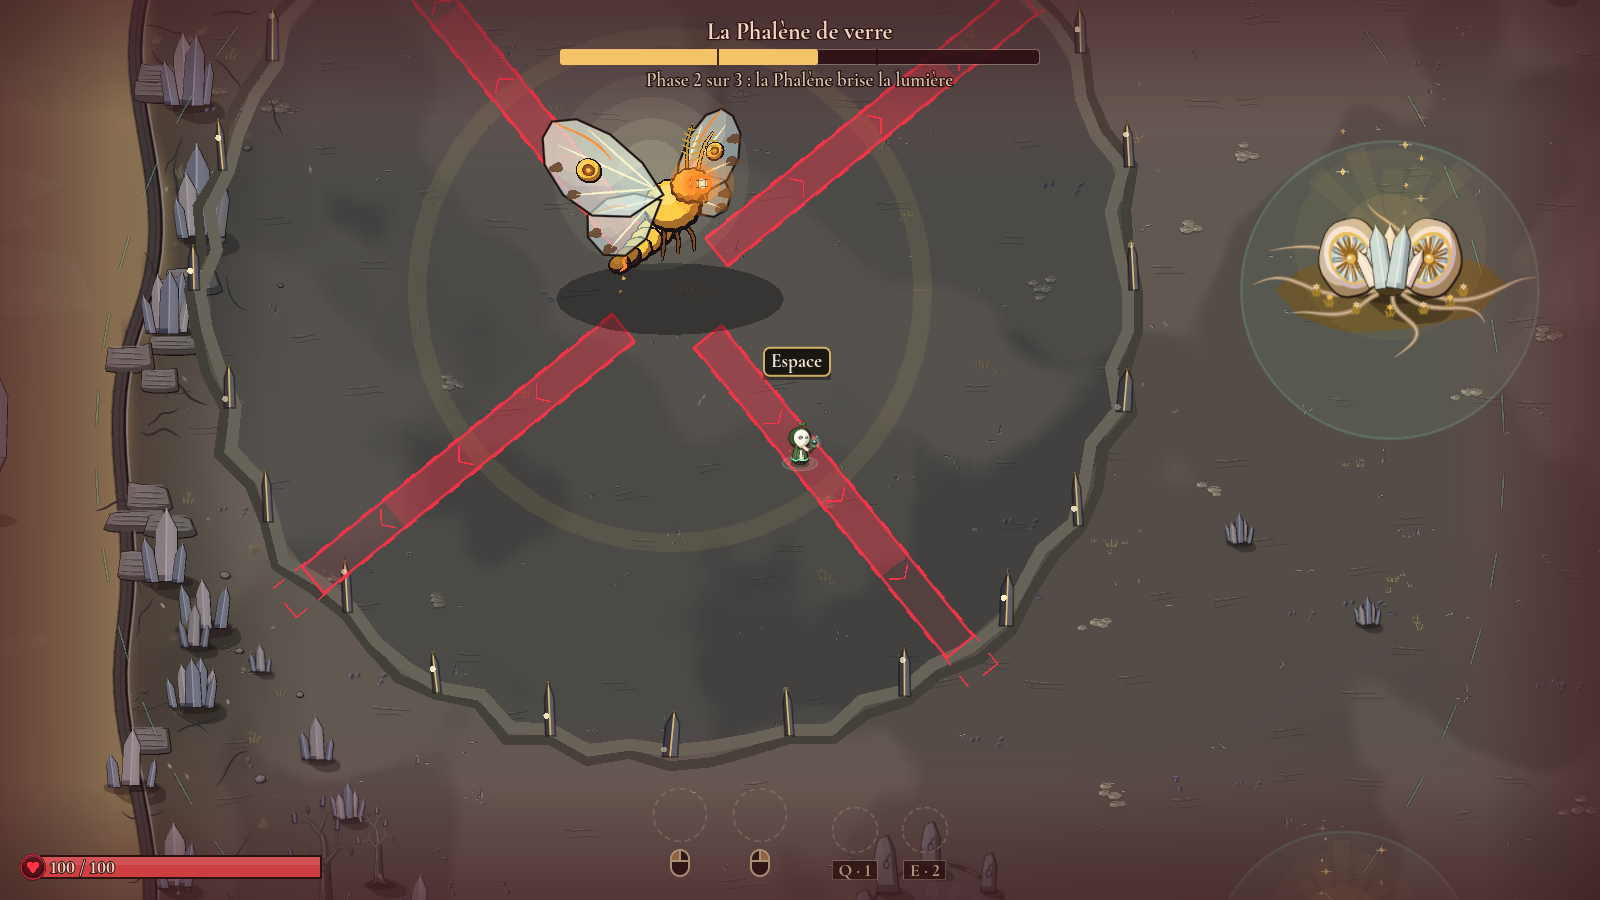 La Phalène de verre
Phase 2 sur 3 : la Phalène brise la lumière
Espace
100 / 100
Q · 1
E · 2